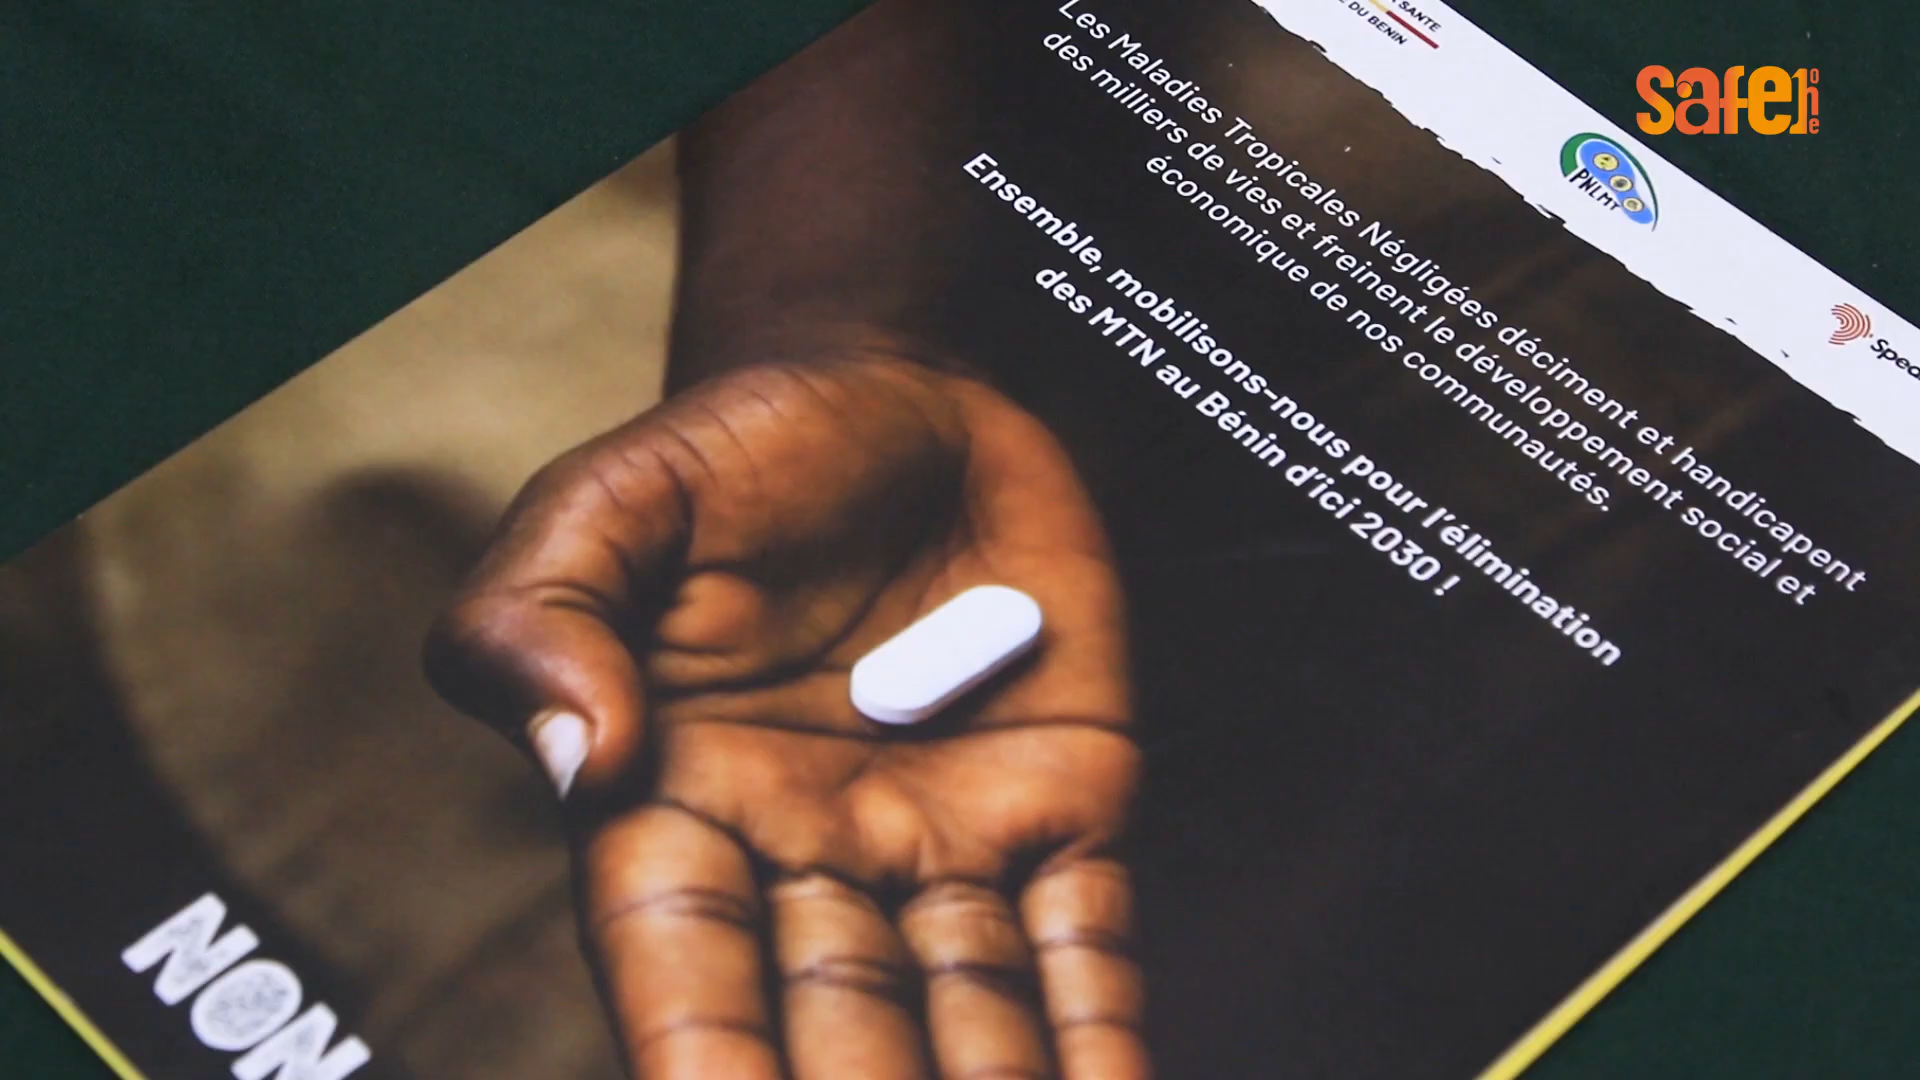 SANTE
DU BENIN
safe one
PNLMT
Les Maladies Tropicales Négligées déciment et handicapent
des milliers de vies et freinent le développement social et
économique de nos communautés.
Ensemble, mobilisons-nous pour l'élimination
des MTN au Bénin d'ici 2030 !
NON